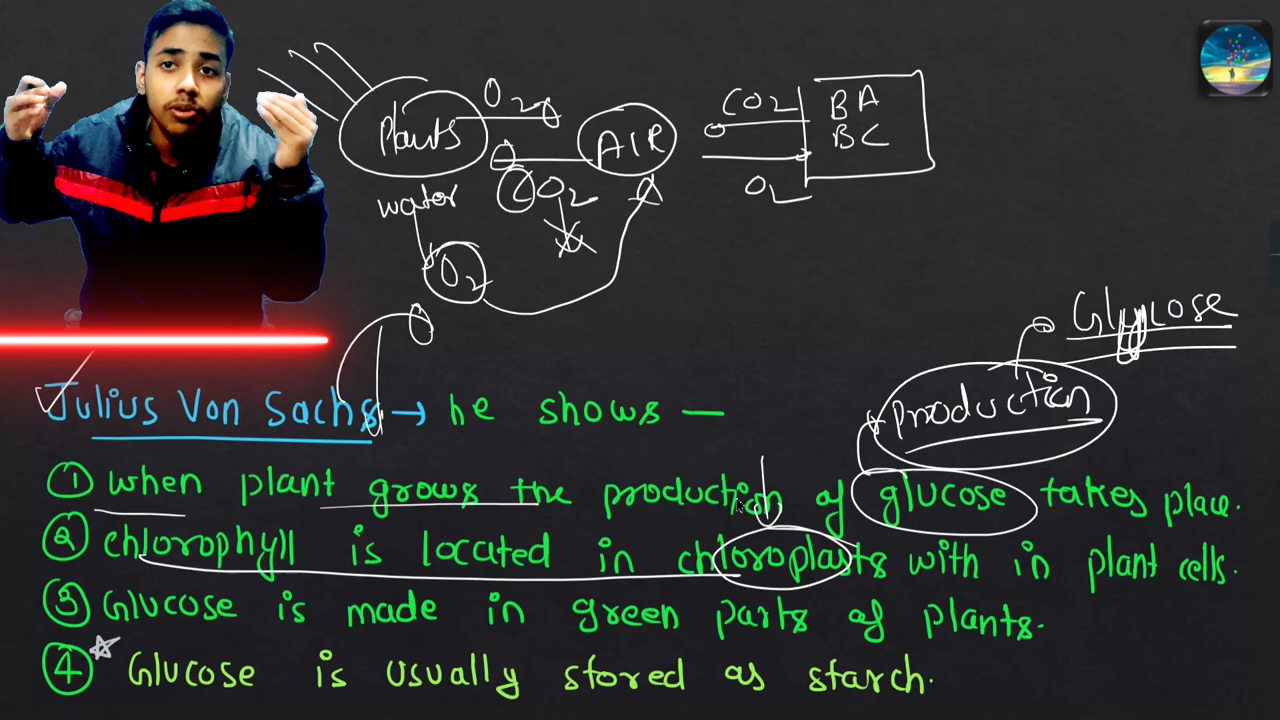 Plants O2 AIR CO2 BA
BC
water CO2 O2
O2
Glucose
production
Julius Von Sachs → he shows —
① when plant grows the production of glucose takes place.
② chlorophyll is located in chloroplasts with in plant cells.
③ Glucose is made in green parts of plants.
④ Glucose is usually stored as starch.